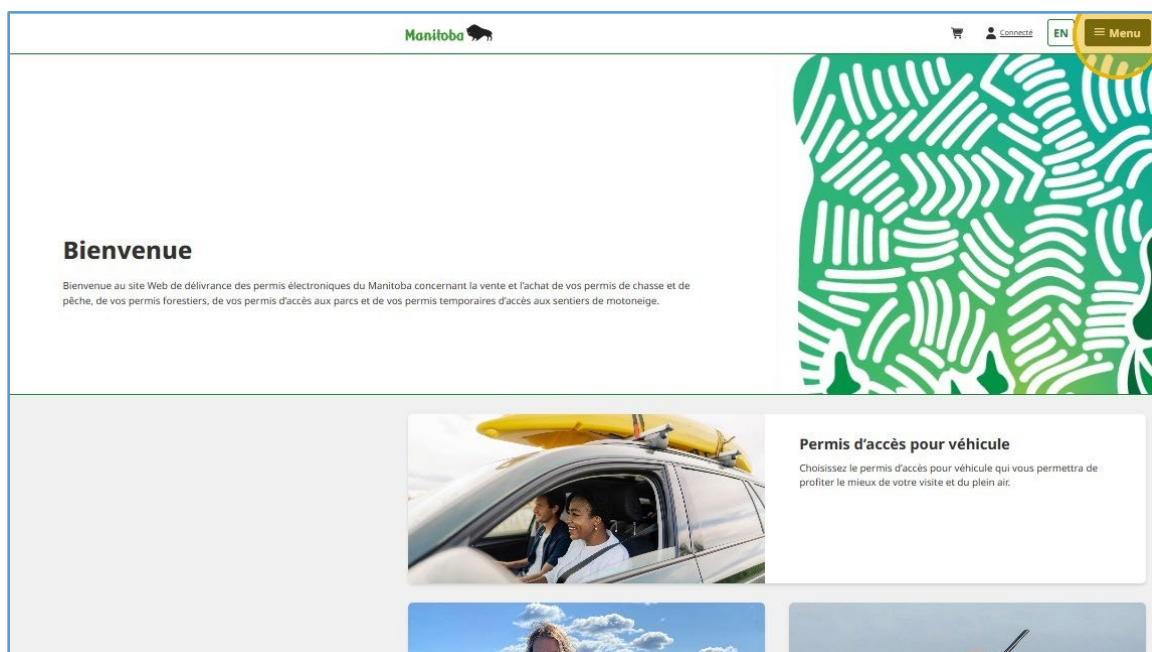 Manitoba
Connecté
EN
Menu
Bienvenue
Bienvenue au site Web de délivrance des permis électroniques du Manitoba concernant la vente et l'achat de vos permis de chasse et de
pêche, de vos permis forestiers, de vos permis d'accès aux parcs et de vos permis temporaires d'accès aux sentiers de motoneige.
Permis d'accès pour véhicule
Choisissez le permis d'accès pour véhicule qui vous permettra de
profiter le mieux de votre visite et du plein air.